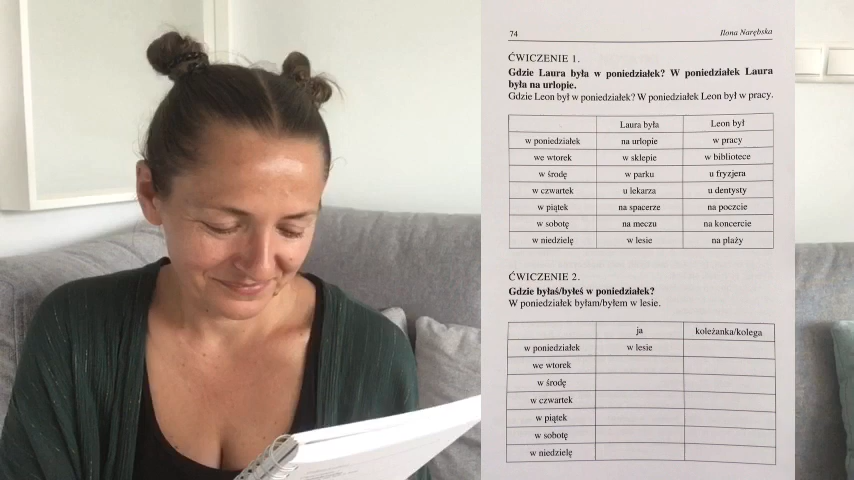 74 Ilona Narębska
ĆWICZENIE 1.
Gdzie Laura była w poniedziałek? W poniedziałek Laura
była na urlopie.
Gdzie Leon był w poniedziałek? W poniedziałek Leon był w pracy.
Laura była Leon był
w poniedziałek na urlopie w pracy
we wtorek w sklepie w bibliotece
w środę w parku u fryzjera
w czwartek u lekarza u dentysty
w piątek na spacerze na poczcie
w sobotę na meczu na koncercie
w niedzielę w lesie na plaży
ĆWICZENIE 2.
Gdzie byłaś/byłeś w poniedziałek?
W poniedziałek byłam/byłem w lesie.
ja koleżanka/kolega
w poniedziałek w lesie
we wtorek
w środę
w czwartek
w piątek
w sobotę
w niedzielę